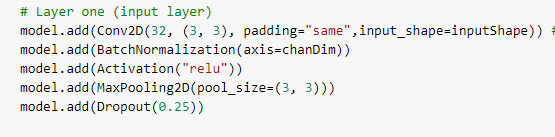 # Layer one (input layer)
model.add(Conv2D(32, (3, 3), padding="same",input_shape=inputShape)) #
model.add(BatchNormalization(axis=chanDim))
model.add(Activation("relu"))
model.add(MaxPooling2D(pool_size=(3, 3)))
model.add(Dropout(0.25))